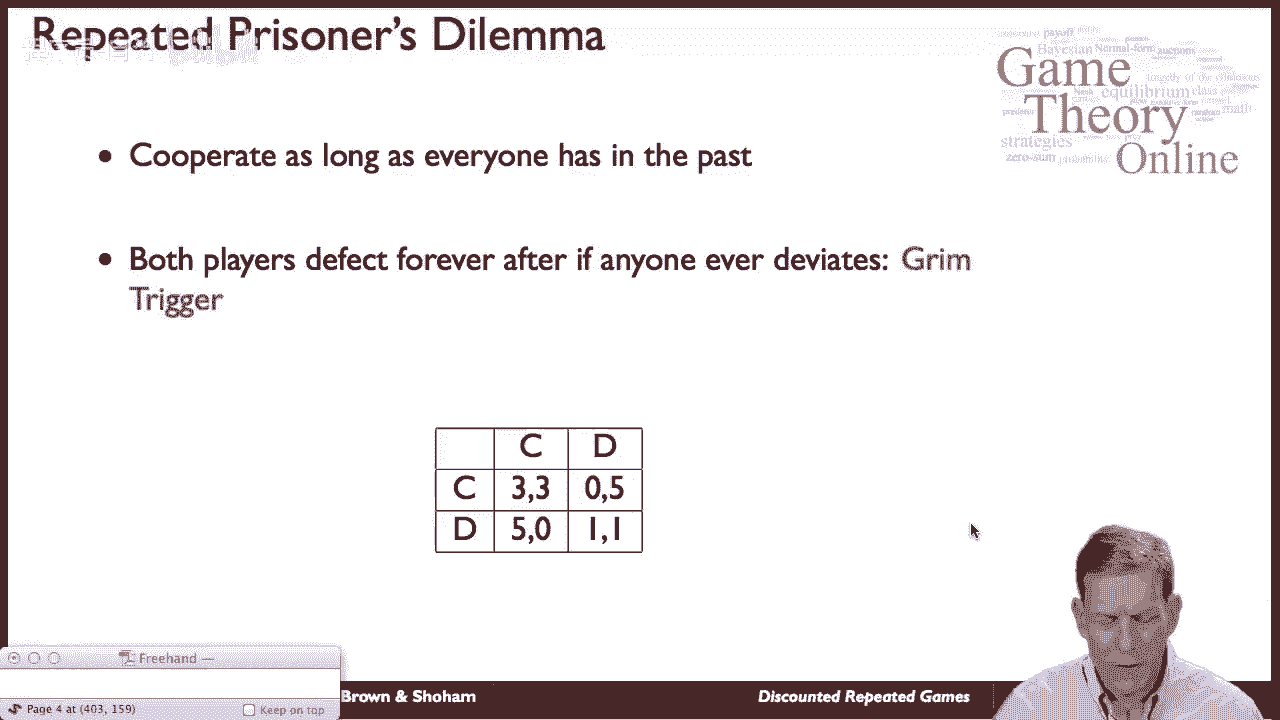 Repeated Prisoner's Dilemma
Game
Theory
Online
payoff
Bayesian Normal-form auctions
equilibrium
strategies
zero-sum
math
• Cooperate as long as everyone has in the past
• Both players defect forever after if anyone ever deviates: Grim
Trigger
C D
C 3,3 0,5
D 5,0 1,1
Freehand —
Page 4 at (403, 159)
Keep on top
Brown & Shoham
Discounted Repeated Games